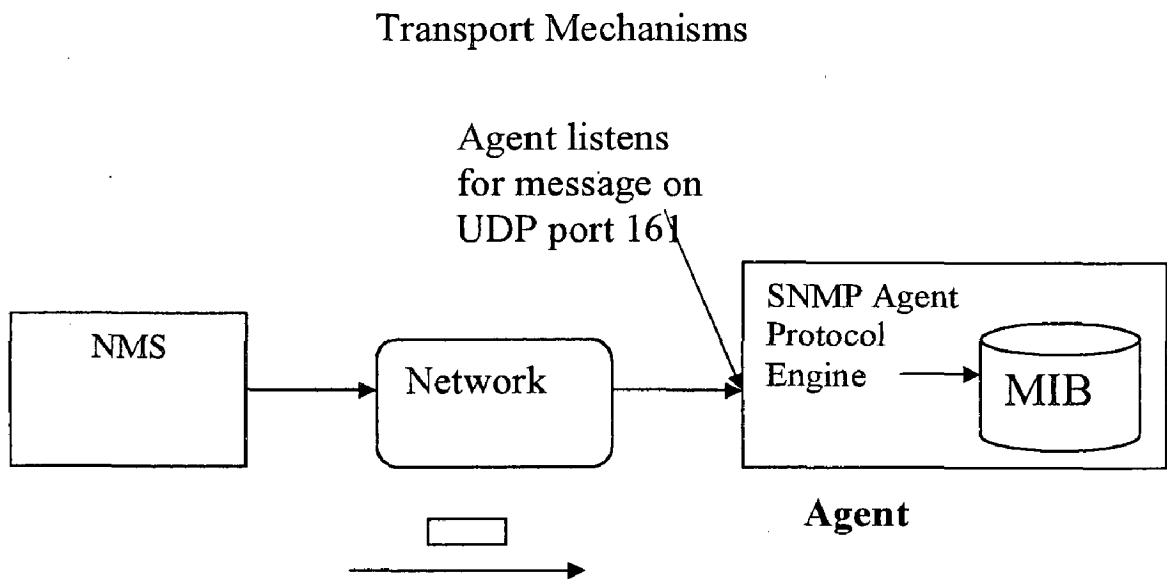 Transport Mechanisms
Agent listens
for message on
UDP port 161
NMS
Network
SNMP Agent
Protocol
Engine
MIB
Agent